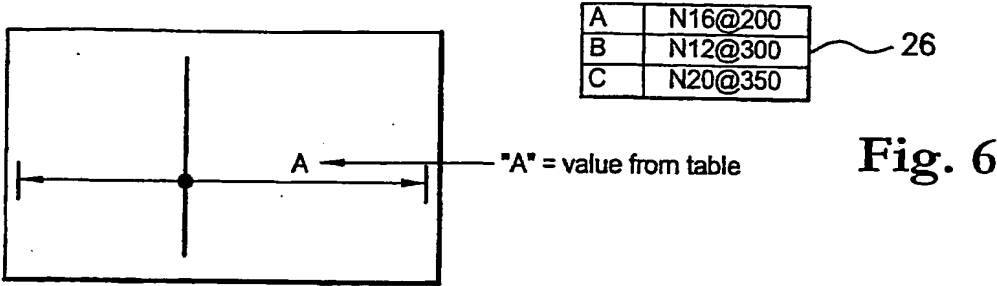 A N16@200
B N12@300
C N20@350
26
A
"A" = value from table
Fig. 6